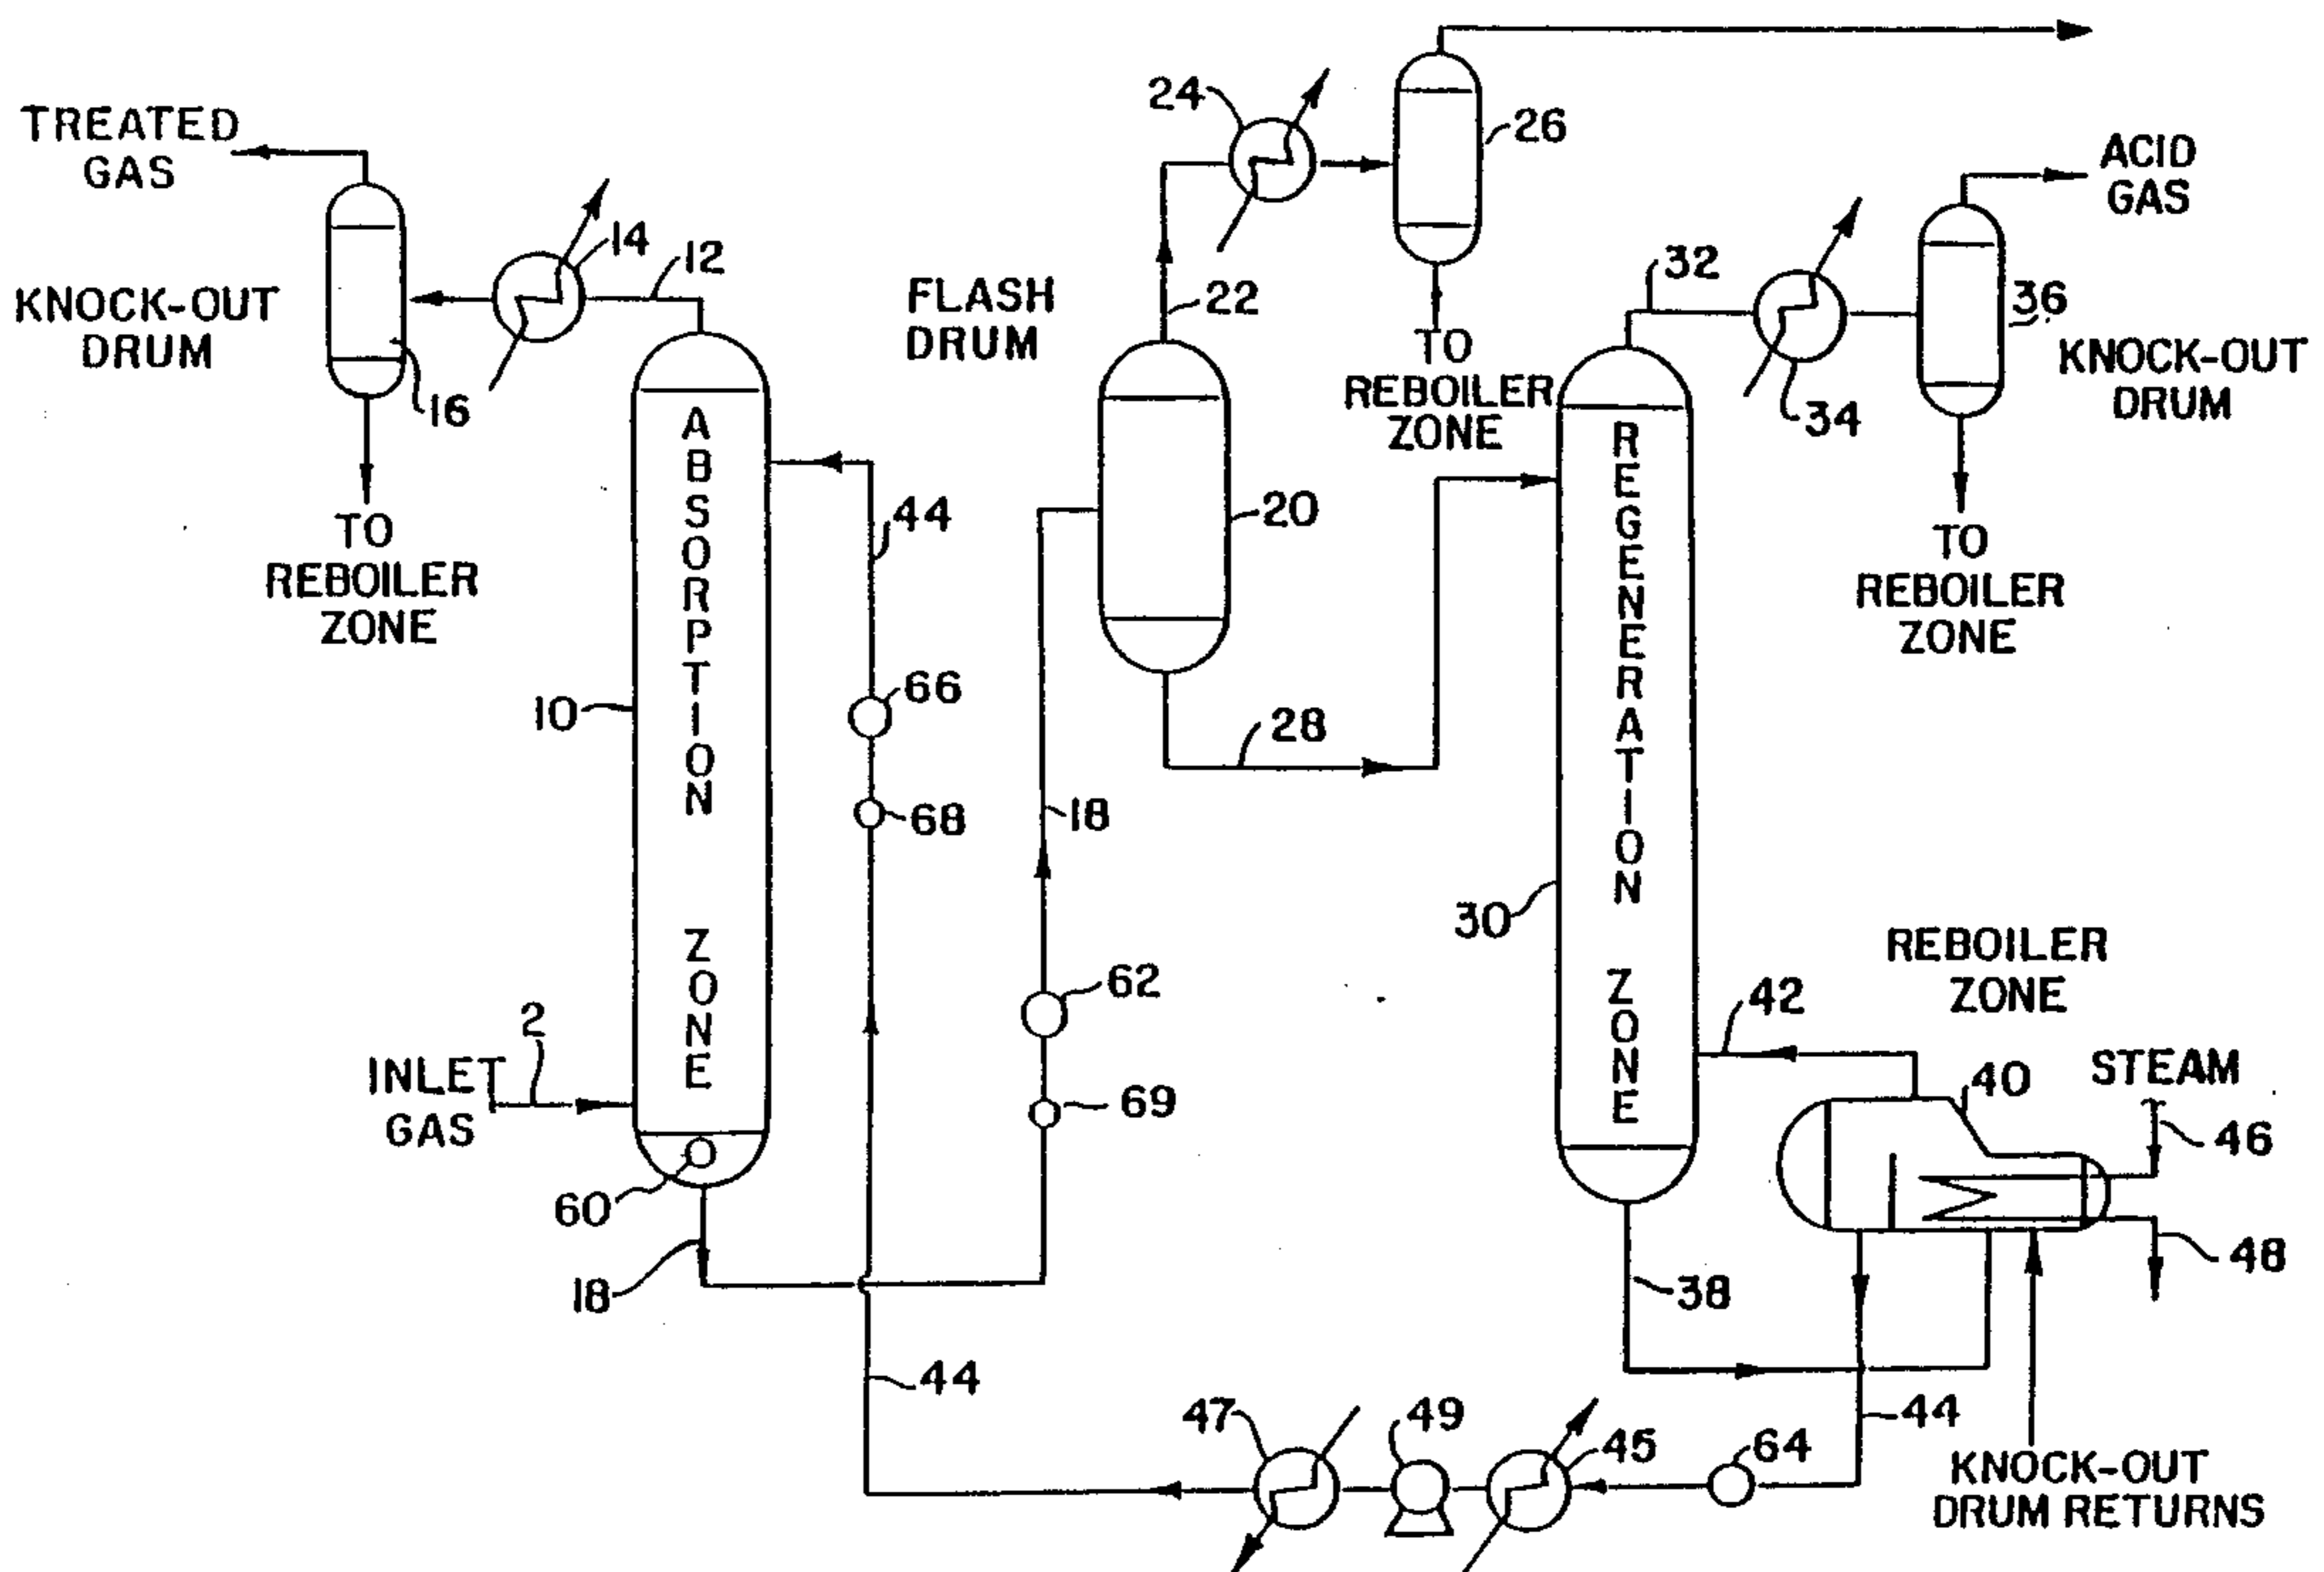 TREATED
GAS
KNOCK-OUT
DRUM
16
TO
REBOILER
ZONE
14
12
ABSORPTION ZONE
10
INLET
GAS
2
60
18
44
66
68
18
62
69
44
FLASH
DRUM
20
22
24
26
TO
REBOILER
ZONE
28
REGENERATION ZONE
30
32
34
36
ACID
GAS
KNOCK-OUT
DRUM
TO
REBOILER
ZONE
REBOILER
ZONE
42
40
STEAM
46
48
38
44
KNOCK-OUT
DRUM RETURNS
47
49
45
64